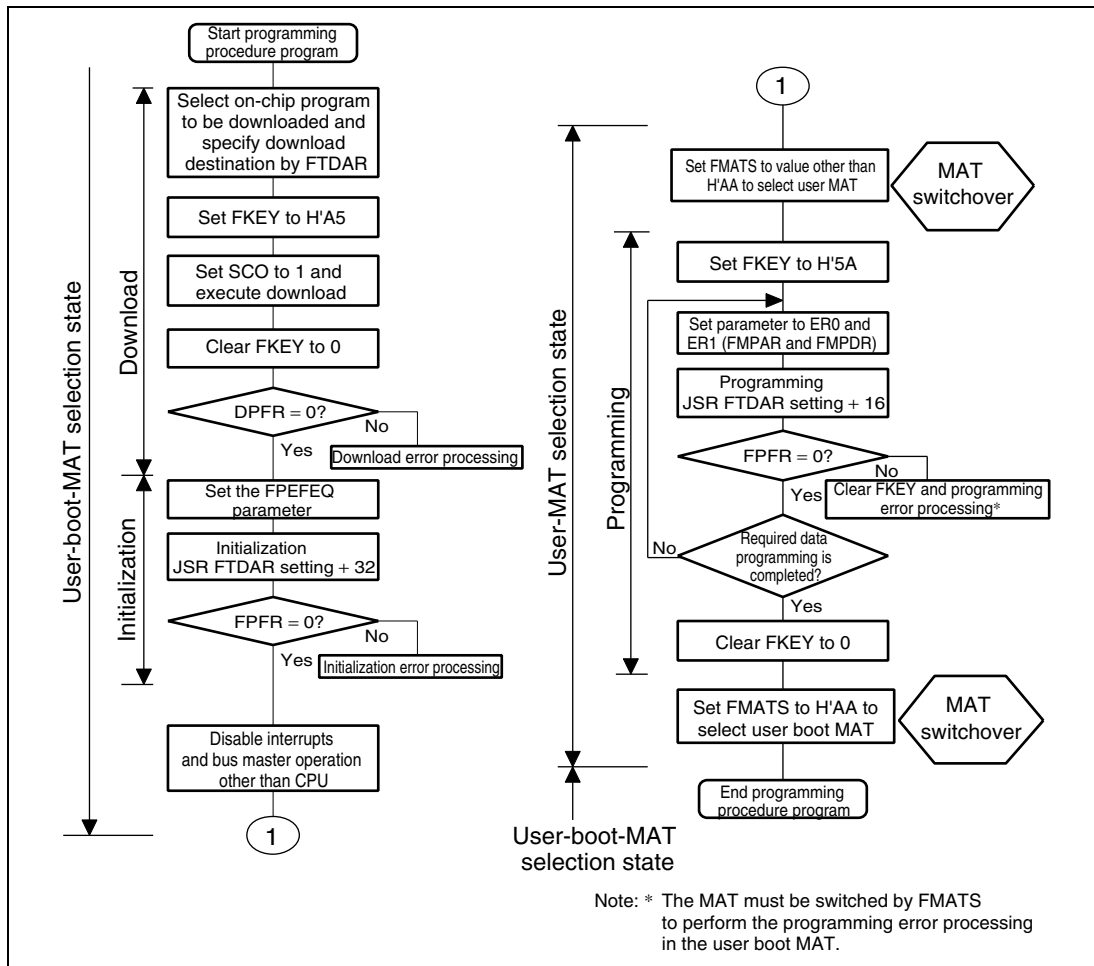 Start programming
procedure program
Select on-chip program
to be downloaded and
specify download
destination by FTDAR
Set FKEY to H'A5
Set SCO to 1 and
execute download
Clear FKEY to 0
DPFR = 0?
No
Yes
Download error processing
Set the FPEFEQ
parameter
Initialization
JSR FTDAR setting + 32
FPFR = 0?
No
Yes
Initialization error processing
Disable interrupts
and bus master operation
other than CPU
1
Download
Initialization
User-boot-MAT selection state
1
Set FMATS to value other than
H'AA to select user MAT
MAT
switchover
Set FKEY to H'5A
Set parameter to ER0 and
ER1 (FMPAR and FMPDR)
Programming
JSR FTDAR setting + 16
FPFR = 0?
No
Yes
Clear FKEY and programming
error processing*
Required data
programming is
completed?
No
Yes
Clear FKEY to 0
Set FMATS to H'AA to
select user boot MAT
MAT
switchover
End programming
procedure program
Programming
User-MAT selection state
User-boot-MAT
selection state
Note: * The MAT must be switched by FMATS
to perform the programming error processing
in the user boot MAT.